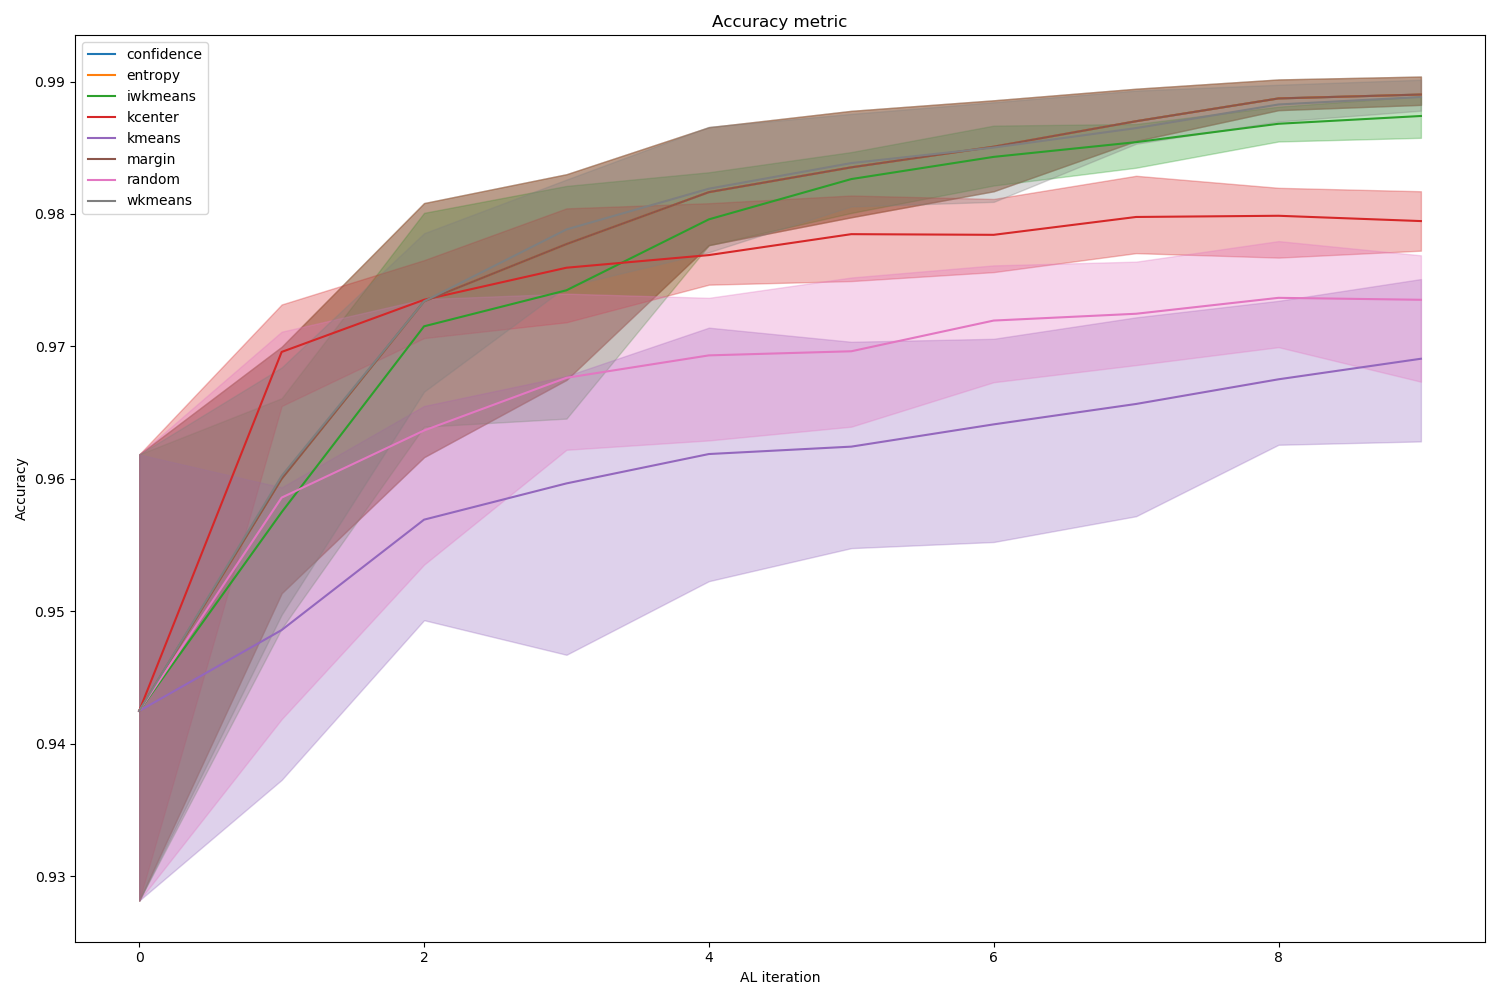 Accuracy metric
confidence
entropy
iwkmeans
kcenter
kmeans
margin
random
wkmeans
0.99
0.98
0.97
0.96
0.95
0.94
0.93
Accuracy
0 2 4 6 8
AL iteration